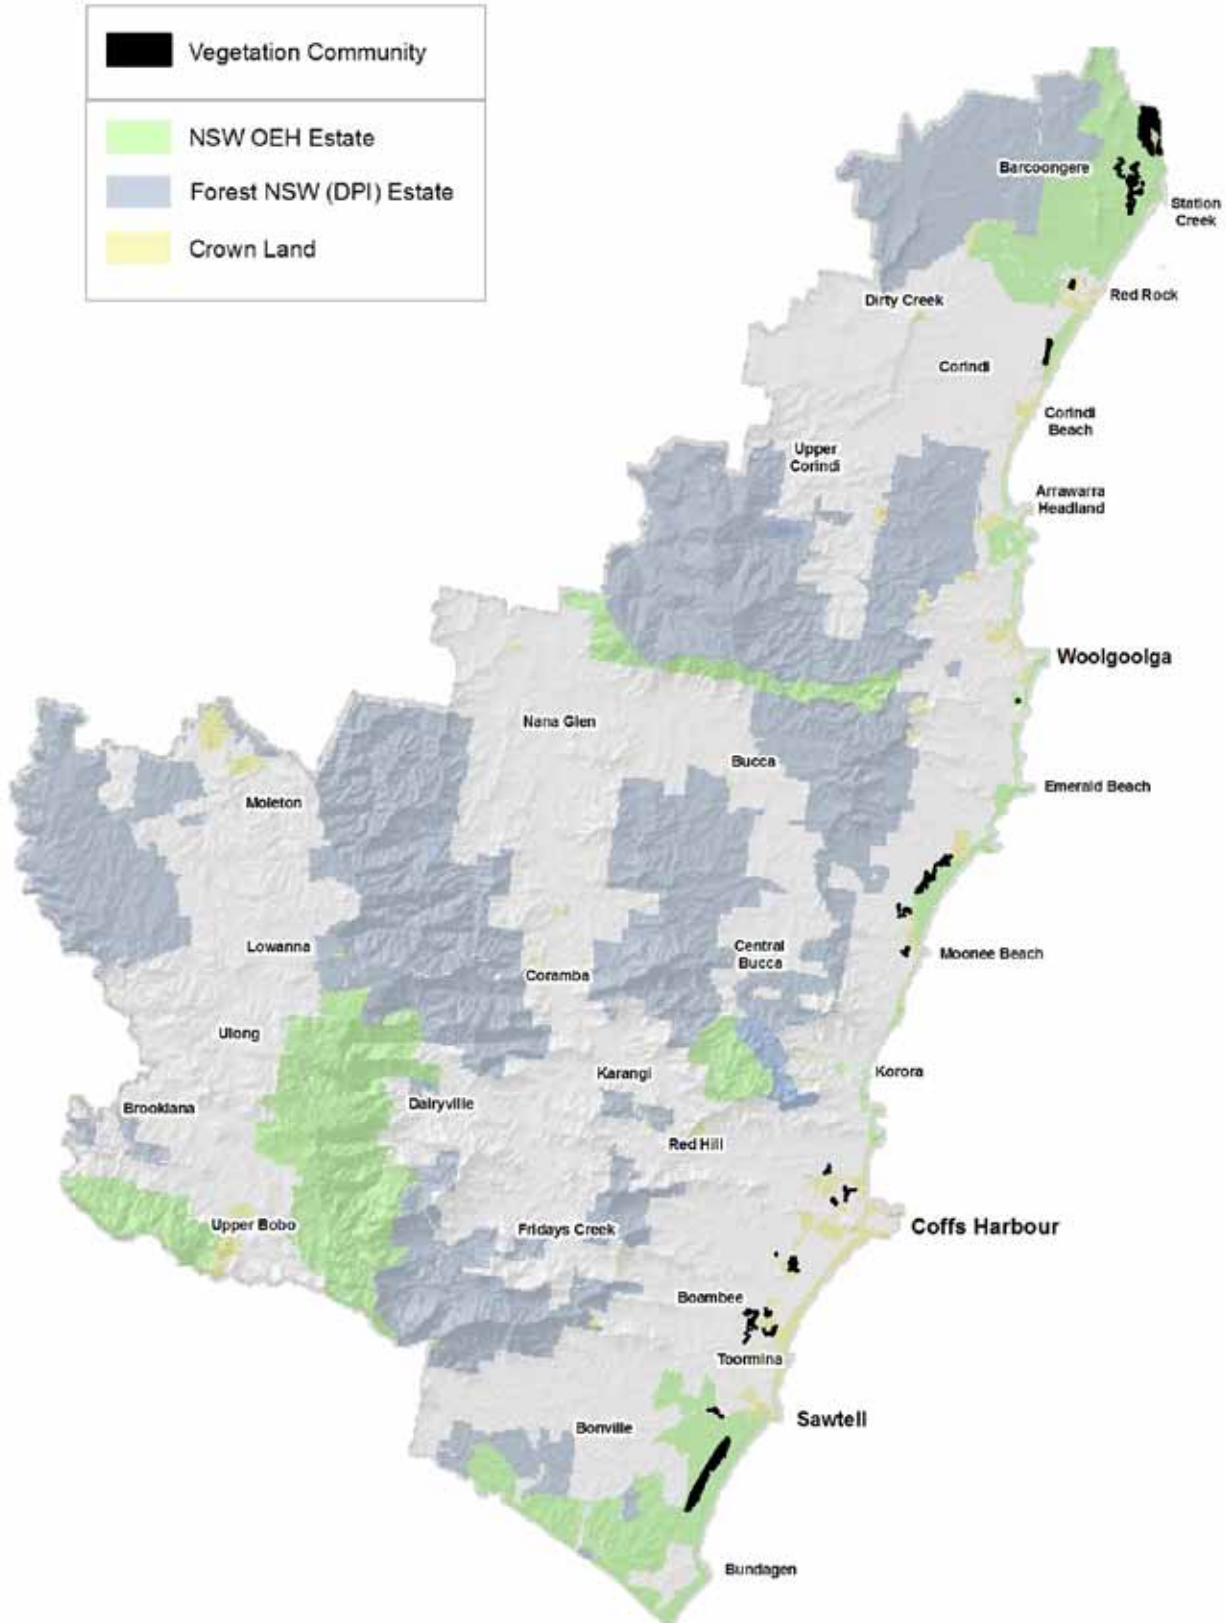 Vegetation Community
NSW OEH Estate
Forest NSW (DPI) Estate
Crown Land
Barcoongere
Station
Creek
Red Rock
Dirty Creek
Corindi
Corindi
Beach
Upper
Corindi
Arrawarra
Headland
Woolgoolga
Nana Glen
Bucca
Emerald Beach
Moleton
Lowanna
Central
Bucca
Moonee Beach
Coramba
Ulong
Karangi
Korora
Brooklana
Dairyville
Red Hill
Upper Bobo
Fridays Creek
Coffs Harbour
Boambee
Toormina
Sawtell
Bonville
Bundagen